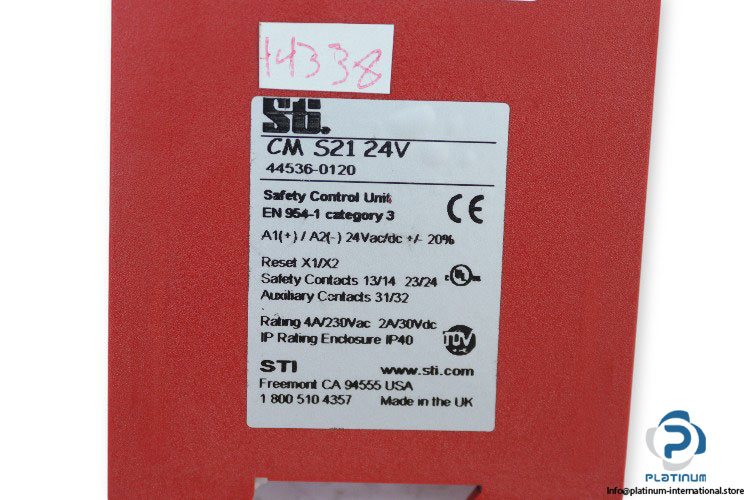 44338
Sti.
CM S21 24V
44536-0120
Safety Control Unit
EN 954-1 category 3
CE
A1(+) / A2(-) 24Vac/dc +/- 20%
Reset X1/X2
Safety Contacts 13/14 23/24
Auxiliary Contacts 31/32
c UL us
Rating 4A/230Vac 2A/30Vdc
IP Rating Enclosure IP40
TÜV
STI www.sti.com
Freemont CA 94555 USA
1 800 510 4357 Made in the UK
PLATINUM
Info@platinum-international.store